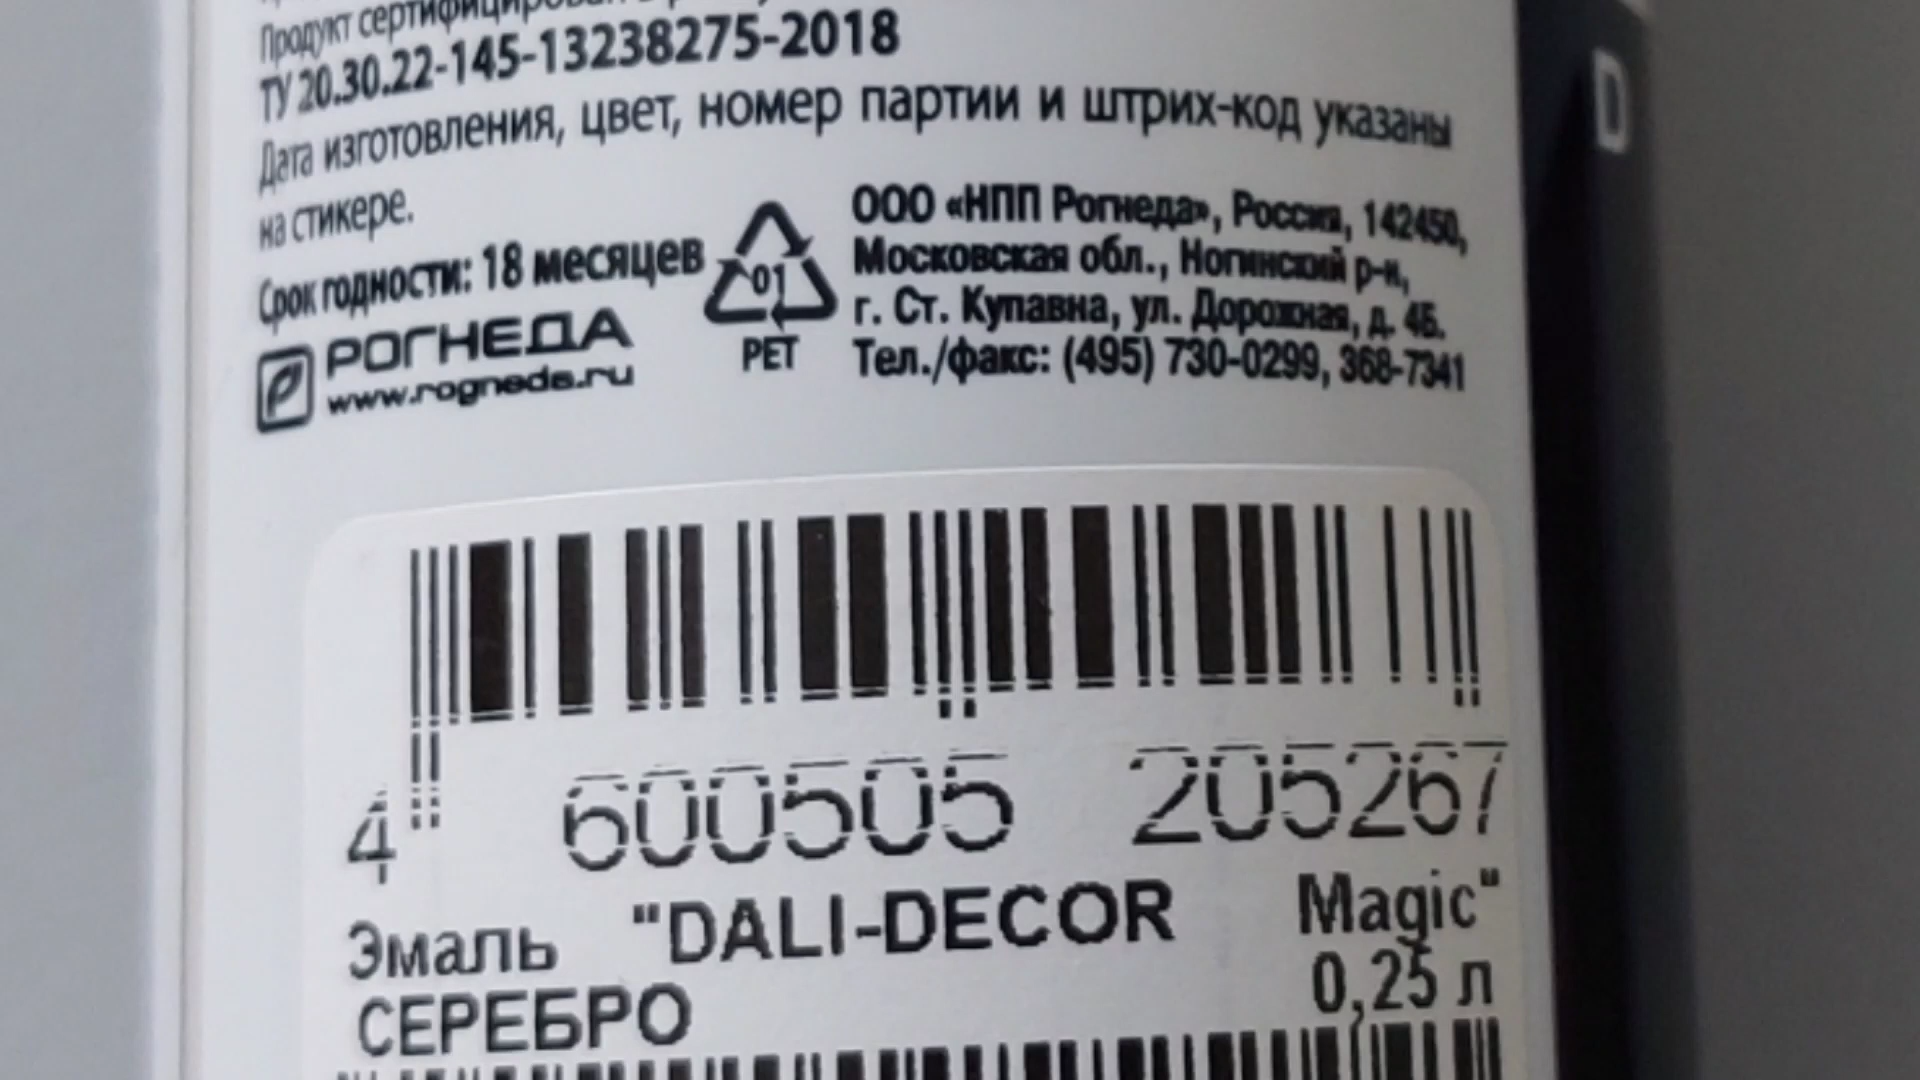 Продукт сертифицирован
ТУ 20.30.22-145-13238275-2018
Дата изготовления, цвет, номер партии и штрих-код указаны
на стикере.
Срок годности: 18 месяцев
РОГНЕДА
www.rogneda.ru
01
PET
ООО «НПП Рогнеда», Россия, 142450,
Московская обл., Ногинский р-н,
г. Ст. Купавна, ул. Дорожная, д. 4Б.
Тел./факс: (495) 730-0299, 368-7341
D
4 600505 205267
Эмаль "DALI-DECOR Magic"
СЕРЕБРО 0,25 л